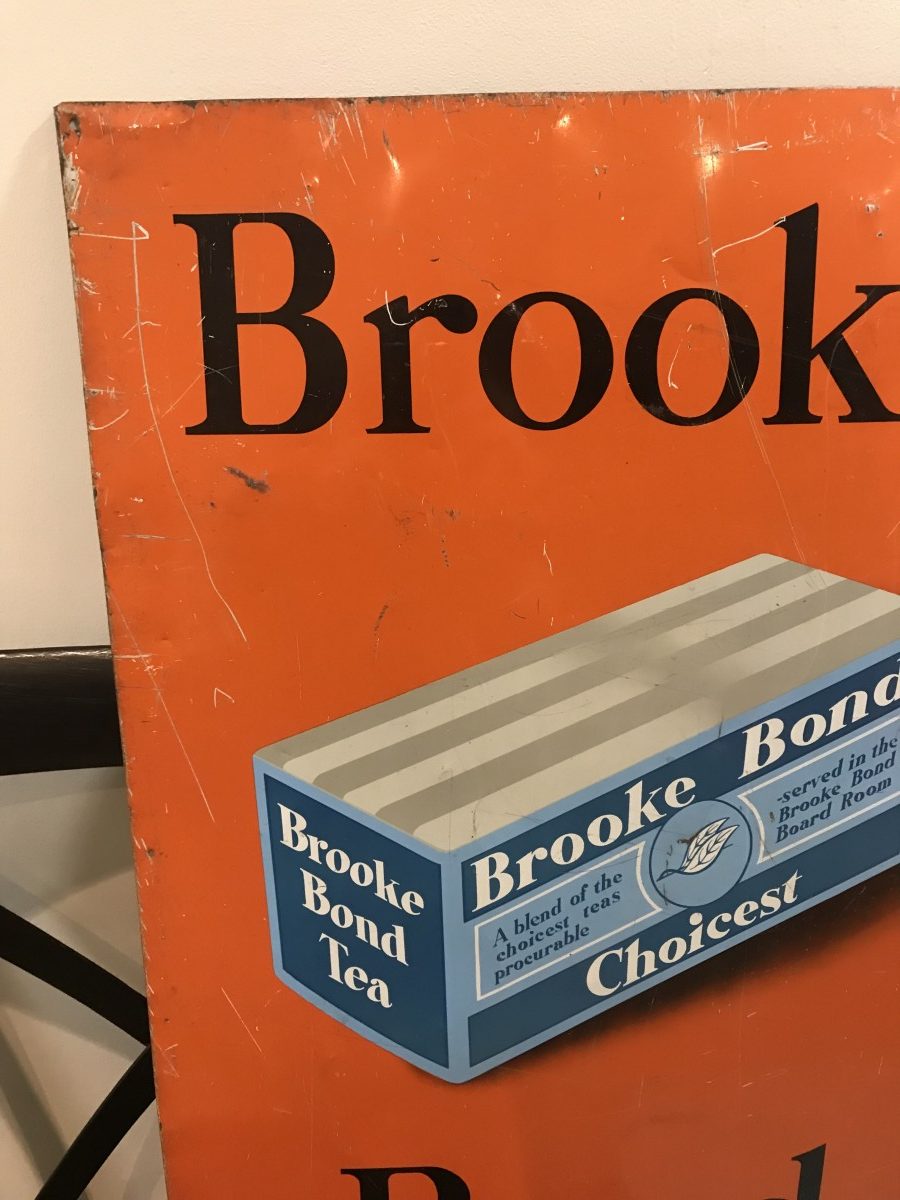 Brook
Brooke Bond
-served in the
Brooke Bond
Board Room
A blend of the
choicest teas
procurable
Choicest
Brooke
Bond
Tea